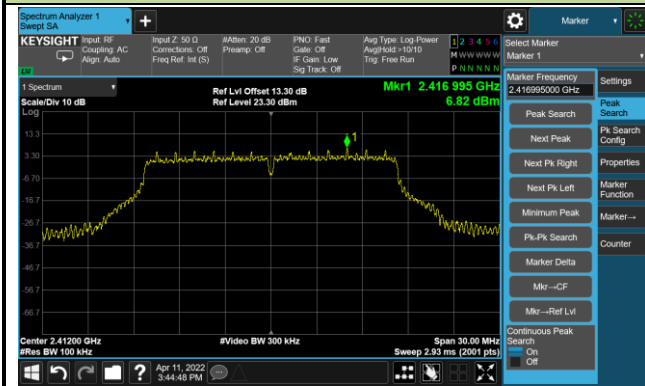 Spectrum Analyzer 1
Swept SA
+
Marker
KEYSIGHT
Input: RF
Coupling: AC
Align: Auto
Input Z: 50 Ω
Corrections: Off
Freq Ref: Int (S)
#Atten: 20 dB
Preamp: Off
PNO: Fast
Gate: Off
IF Gain: Low
Sig Track: Off
Avg Type: Log-Power
Avg|Hold:>10/10
Trig: Free Run
1 2 3 4 5 6
M W W W W W
P N N N N N
Select Marker
Marker 1
1 Spectrum
Scale/Div 10 dB
Log
Ref Lvl Offset 13.30 dB
Ref Level 23.30 dBm
Mkr1 2.416 995 GHz
6.82 dBm
1
13.3
3.30
-6.70
-16.7
-26.7
-36.7
-46.7
-56.7
-66.7
Center 2.41200 GHz
#Res BW 100 kHz
#Video BW 300 kHz
Span 30.00 MHz
Sweep 2.93 ms (2001 pts)
Marker Frequency
2.416995000 GHz
Peak Search
Next Peak
Next Pk Right
Next Pk Left
Minimum Peak
Pk-Pk Search
Marker Delta
Mkr→CF
Mkr→Ref Lvl
Continuous Peak
Search
On
Off
Settings
Peak
Search
Pk Search
Config
Properties
Marker
Function
Marker→
Counter
?
Apr 11, 2022
3:44:48 PM